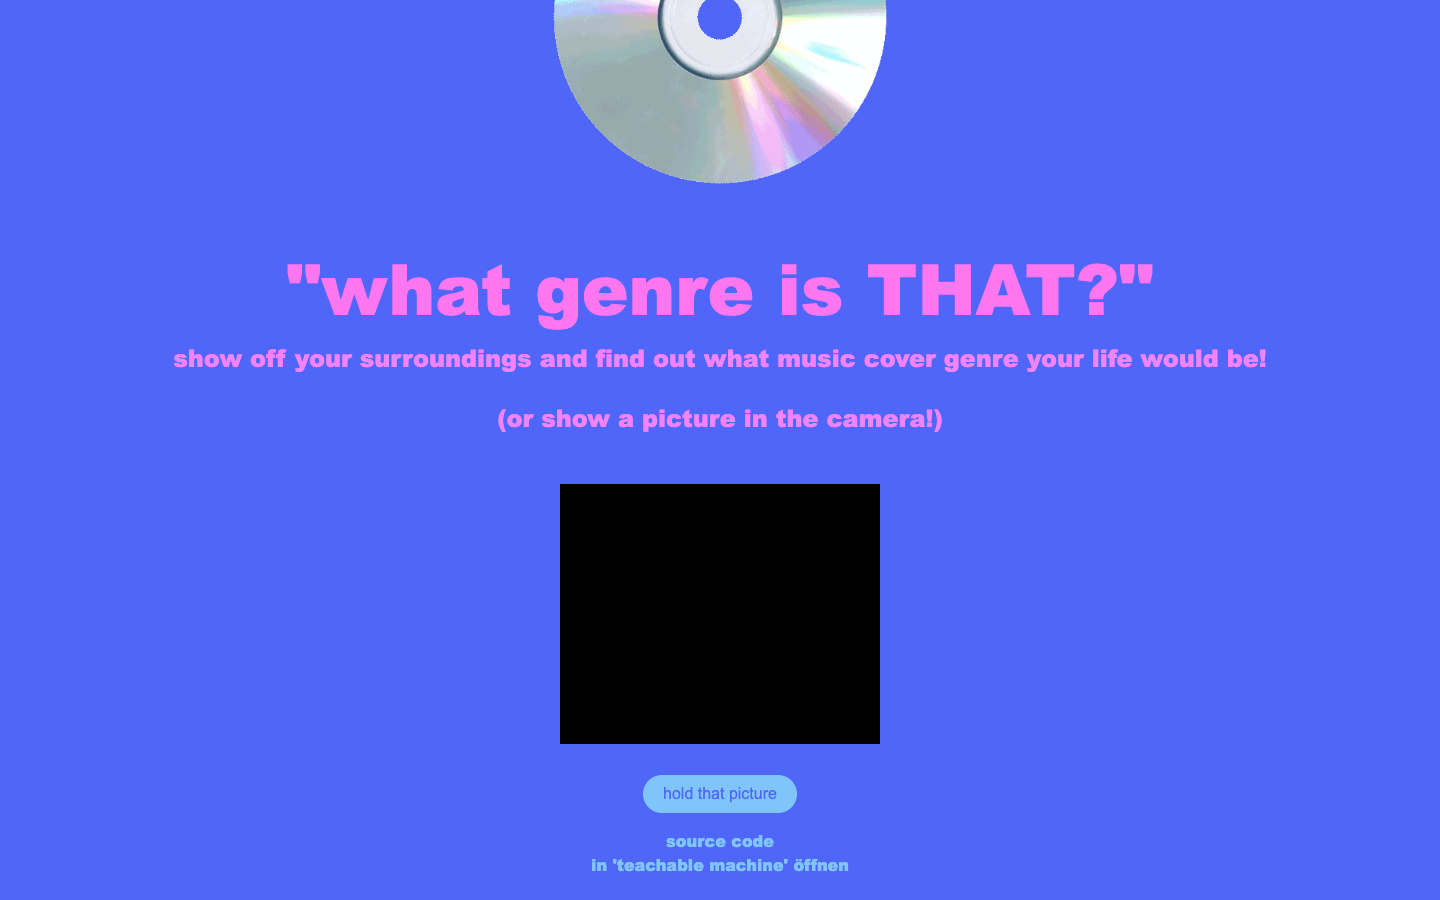 "what genre is THAT?"
show off your surroundings and find out what music cover genre your life would be!
(or show a picture in the camera!)
hold that picture
source code
in 'teachable machine' öffnen